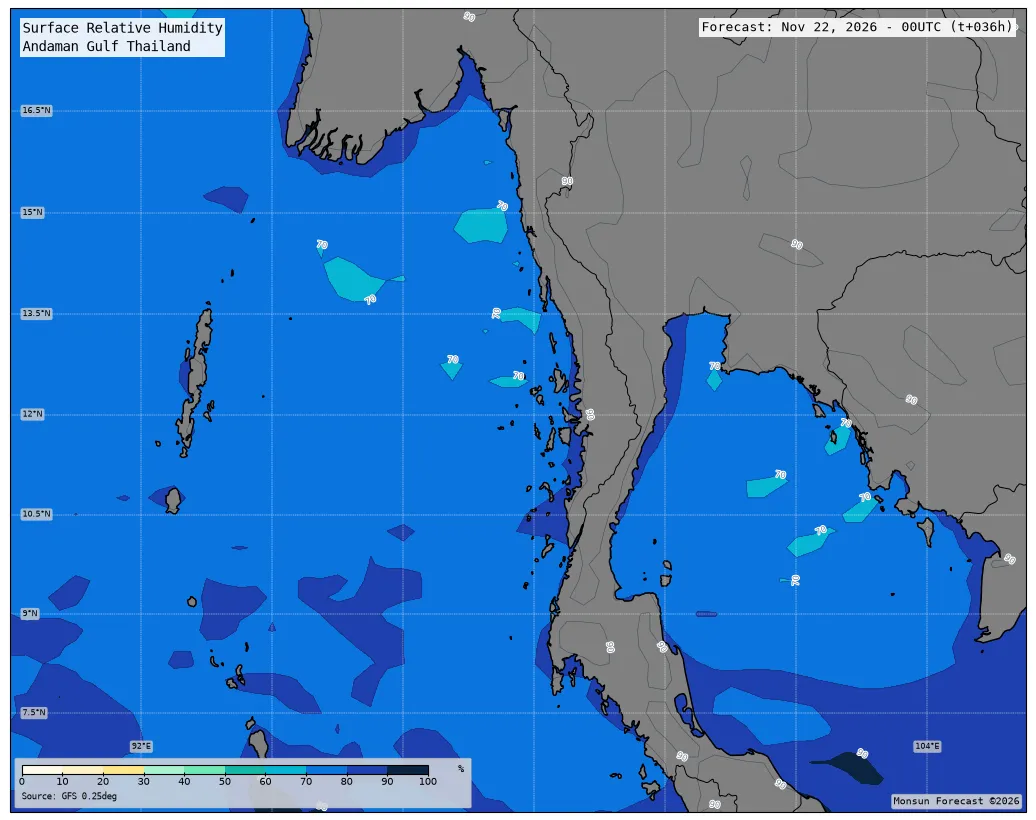 Surface Relative Humidity
Andaman Gulf Thailand
Forecast: Nov 22, 2026 - 00UTC (t+036h)
90
16.5°N
90
15°N
70
70
90
70
13.5°N
70
70
70
70
90
12°N
90
70
70
70
10.5°N
70
90
70
9°N
90
90
7.5°N
92°E
104°E
90
90
90
90
90
0 10 20 30 40 50 60 70 80 90 100 %
Source: GFS 0.25deg
Monsun Forecast ©2026